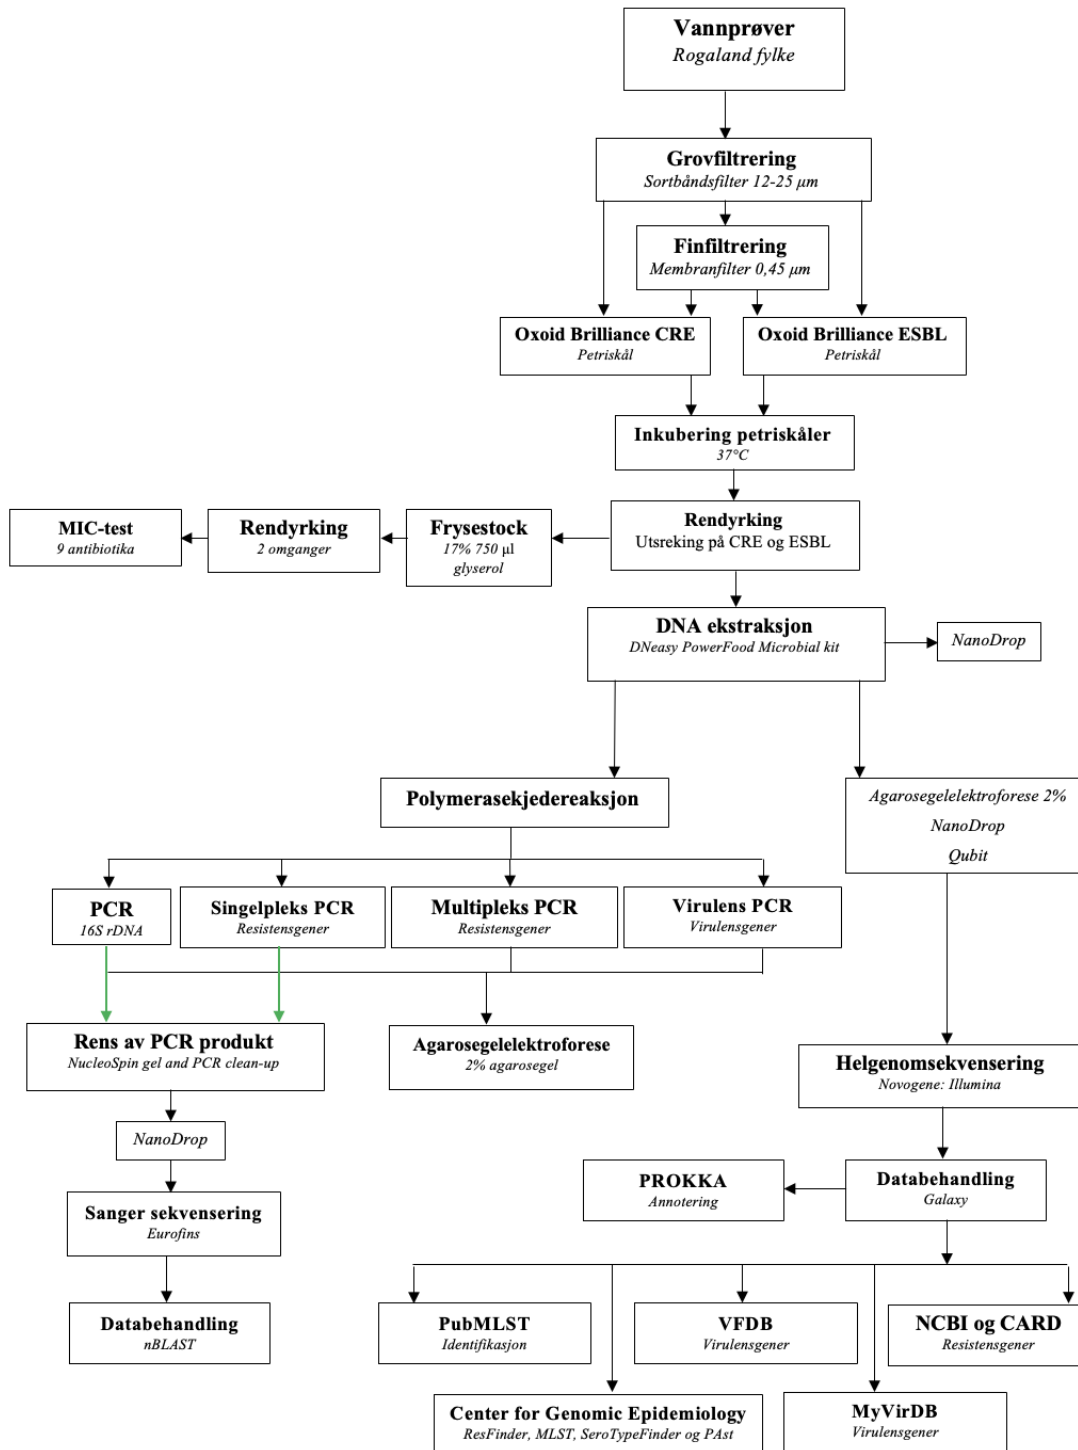 Vannprøver
Rogaland fylke
Grovfiltrering
Sortbåndsfilter 12-25 µm
Finfiltrering
Membranfilter 0,45 µm
Oxoid Brilliance CRE
Petriskål
Oxoid Brilliance ESBL
Petriskål
Inkubering petriskåler
37°C
Rendyrking
Utsreking på CRE og ESBL
Frysestock
17% 750 µl
glyserol
Rendyrking
2 omganger
MIC-test
9 antibiotika
DNA ekstraksjon
DNeasy PowerFood Microbial kit
NanoDrop
Polymerasekjedereaksjon
Agarosegelelektroforese 2%
NanoDrop
Qubit
PCR
16S rDNA
Singelpleks PCR
Resistensgener
Multipleks PCR
Resistensgener
Virulens PCR
Virulensgener
Rens av PCR produkt
NucleoSpin gel and PCR clean-up
Agarosegelelektroforese
2% agarosegel
Helgenomsekvensering
Novogene: Illumina
NanoDrop
Sanger sekvensering
Eurofins
PROKKA
Annotering
Databehandling
Galaxy
Databehandling
nBLAST
PubMLST
Identifikasjon
VFDB
Virulensgener
NCBI og CARD
Resistensgener
Center for Genomic Epidemiology
ResFinder, MLST, SeroTypeFinder og PAst
MyVirDB
Virulensgener